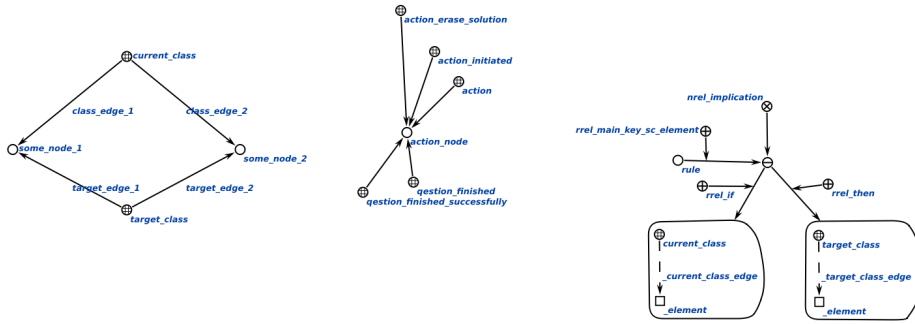 current_class
class_edge_1
class_edge_2
some_node_1
some_node_2
target_edge_1
target_edge_2
target_class
action_erase_solution
action_initiated
action
action_node
qestion_finished
qestion_finished_successfully
nrel_implication
rrel_main_key_sc_element
rule
rrel_if
rrel_then
current_class
_current_class_edge
_element
target_class
_target_class_edge
_element